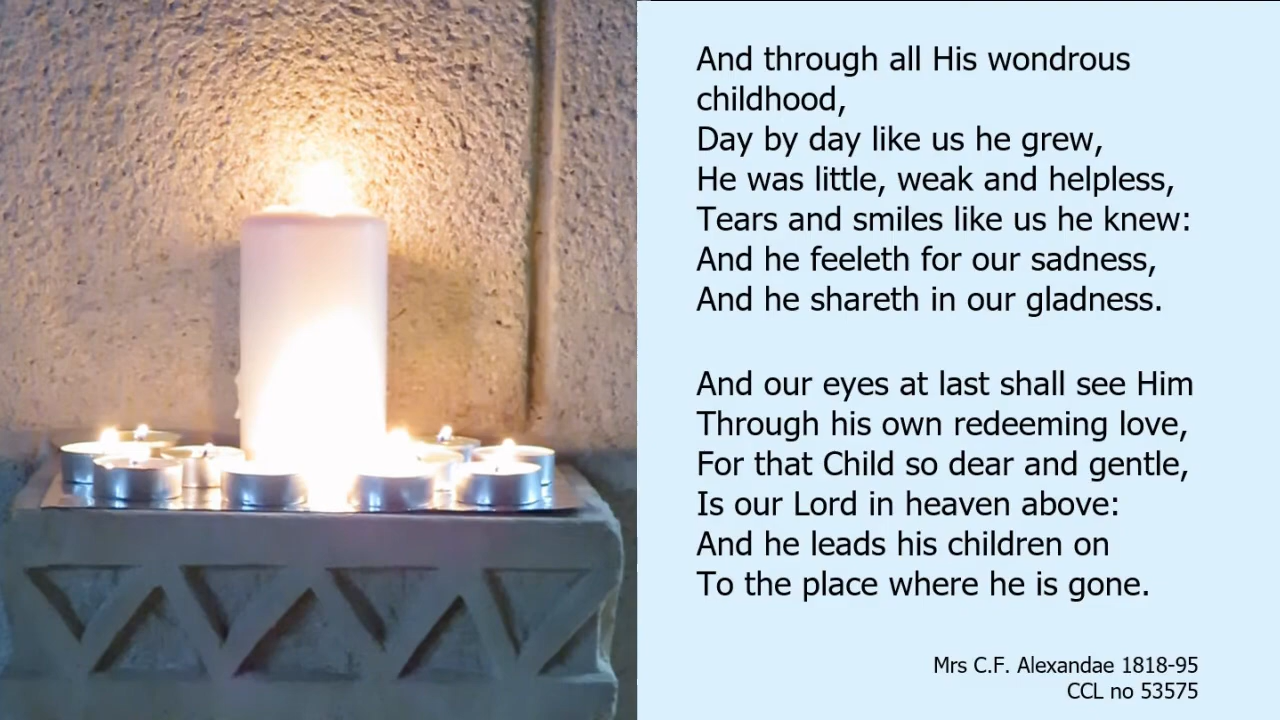 And through all His wondrous
childhood,
Day by day like us he grew,
He was little, weak and helpless,
Tears and smiles like us he knew:
And he feeleth for our sadness,
And he shareth in our gladness.
And our eyes at last shall see Him
Through his own redeeming love,
For that Child so dear and gentle,
Is our Lord in heaven above:
And he leads his children on
To the place where he is gone.
Mrs C.F. Alexandae 1818-95
CCL no 53575